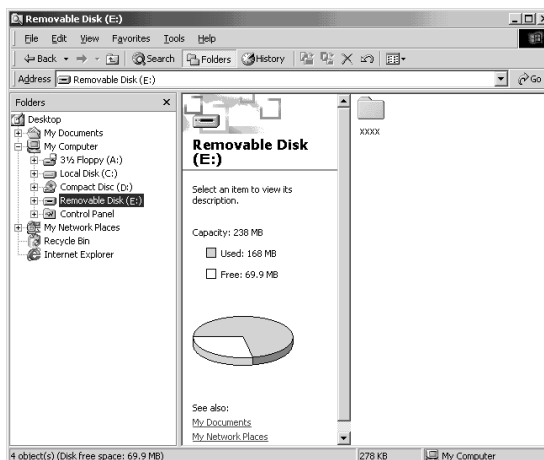 Removable Disk (E:)
File Edit View Favorites Tools Help
Back Search Folders History
Address Removable Disk (E:) Go
Folders
Desktop
My Documents
My Computer
3½ Floppy (A:)
Local Disk (C:)
Compact Disc (D:)
Removable Disk (E:)
Control Panel
My Network Places
Recycle Bin
Internet Explorer
Removable Disk
(E:)
Select an item to view its
description.
Capacity: 238 MB
Used: 168 MB
Free: 69.9 MB
See also:
My Documents
My Network Places
xxxx
4 object(s) (Disk free space: 69.9 MB) 278 KB My Computer